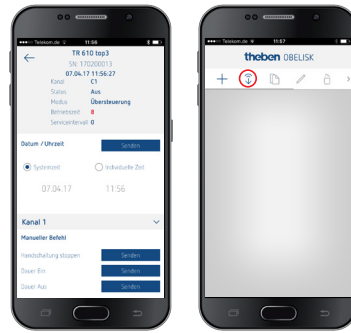 Telekom.de 11:56
TR 610 top3
SN: 170200013
07.04.17 11:56:27
Kanal C1
Status Aus
Modus Übersteuerung
Betriebszeit 8
Serviceintervall 0
Datum / Uhrzeit Senden
Systemzeit Individuelle Zeit
07.04.17 11:56
Kanal 1
Manueller Befehl
Handschaltung stoppen Senden
Dauer Ein Senden
Dauer Aus Senden
Telekom.de 11:57
theben OBELISK